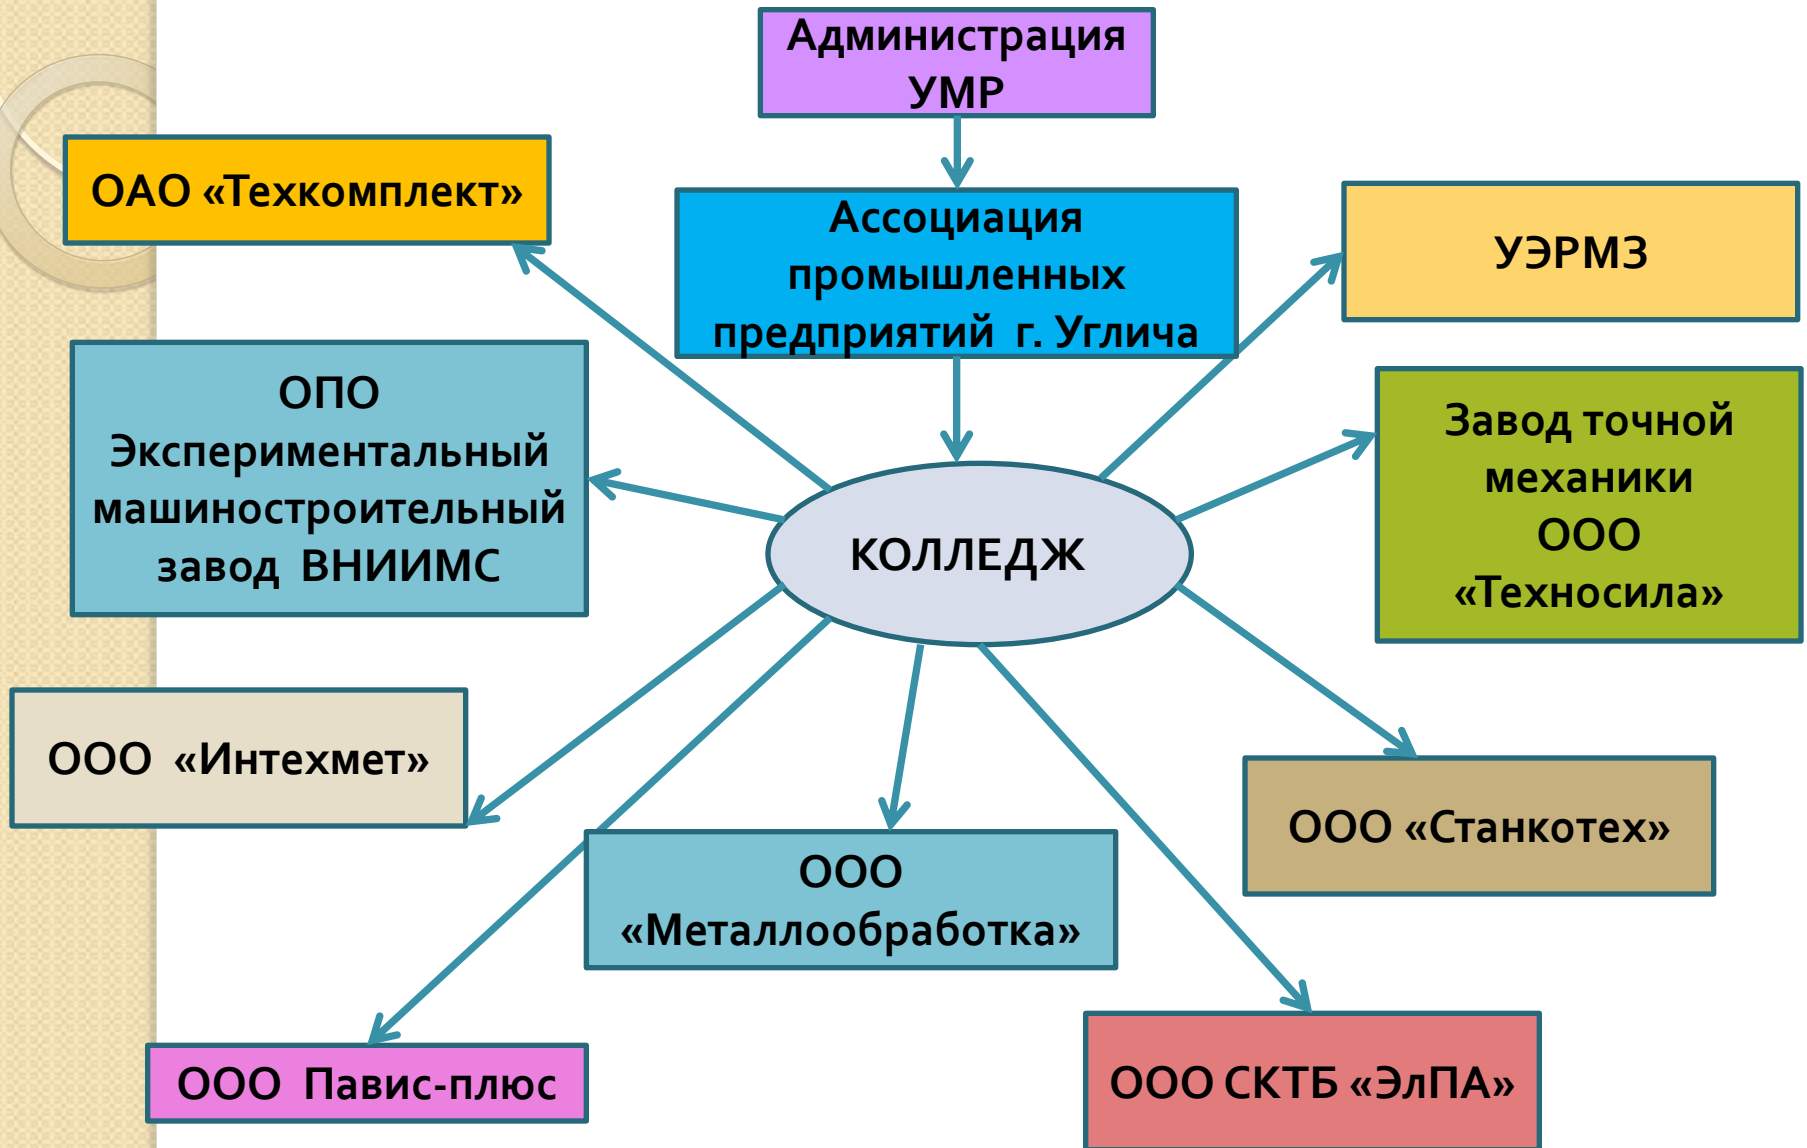 Администрация
УМР
ОАО «Техкомплект»
Ассоциация
промышленных
предприятий г. Углича
УЭРМЗ
ОПО
Экспериментальный
машиностроительный
завод ВНИИМС
Завод точной
механики
ООО
«Техносила»
КОЛЛЕДЖ
ООО «Интехмет»
ООО «Станкотех»
ООО
«Металлообработка»
ООО Павис-плюс
ООО СКТБ «ЭлПА»